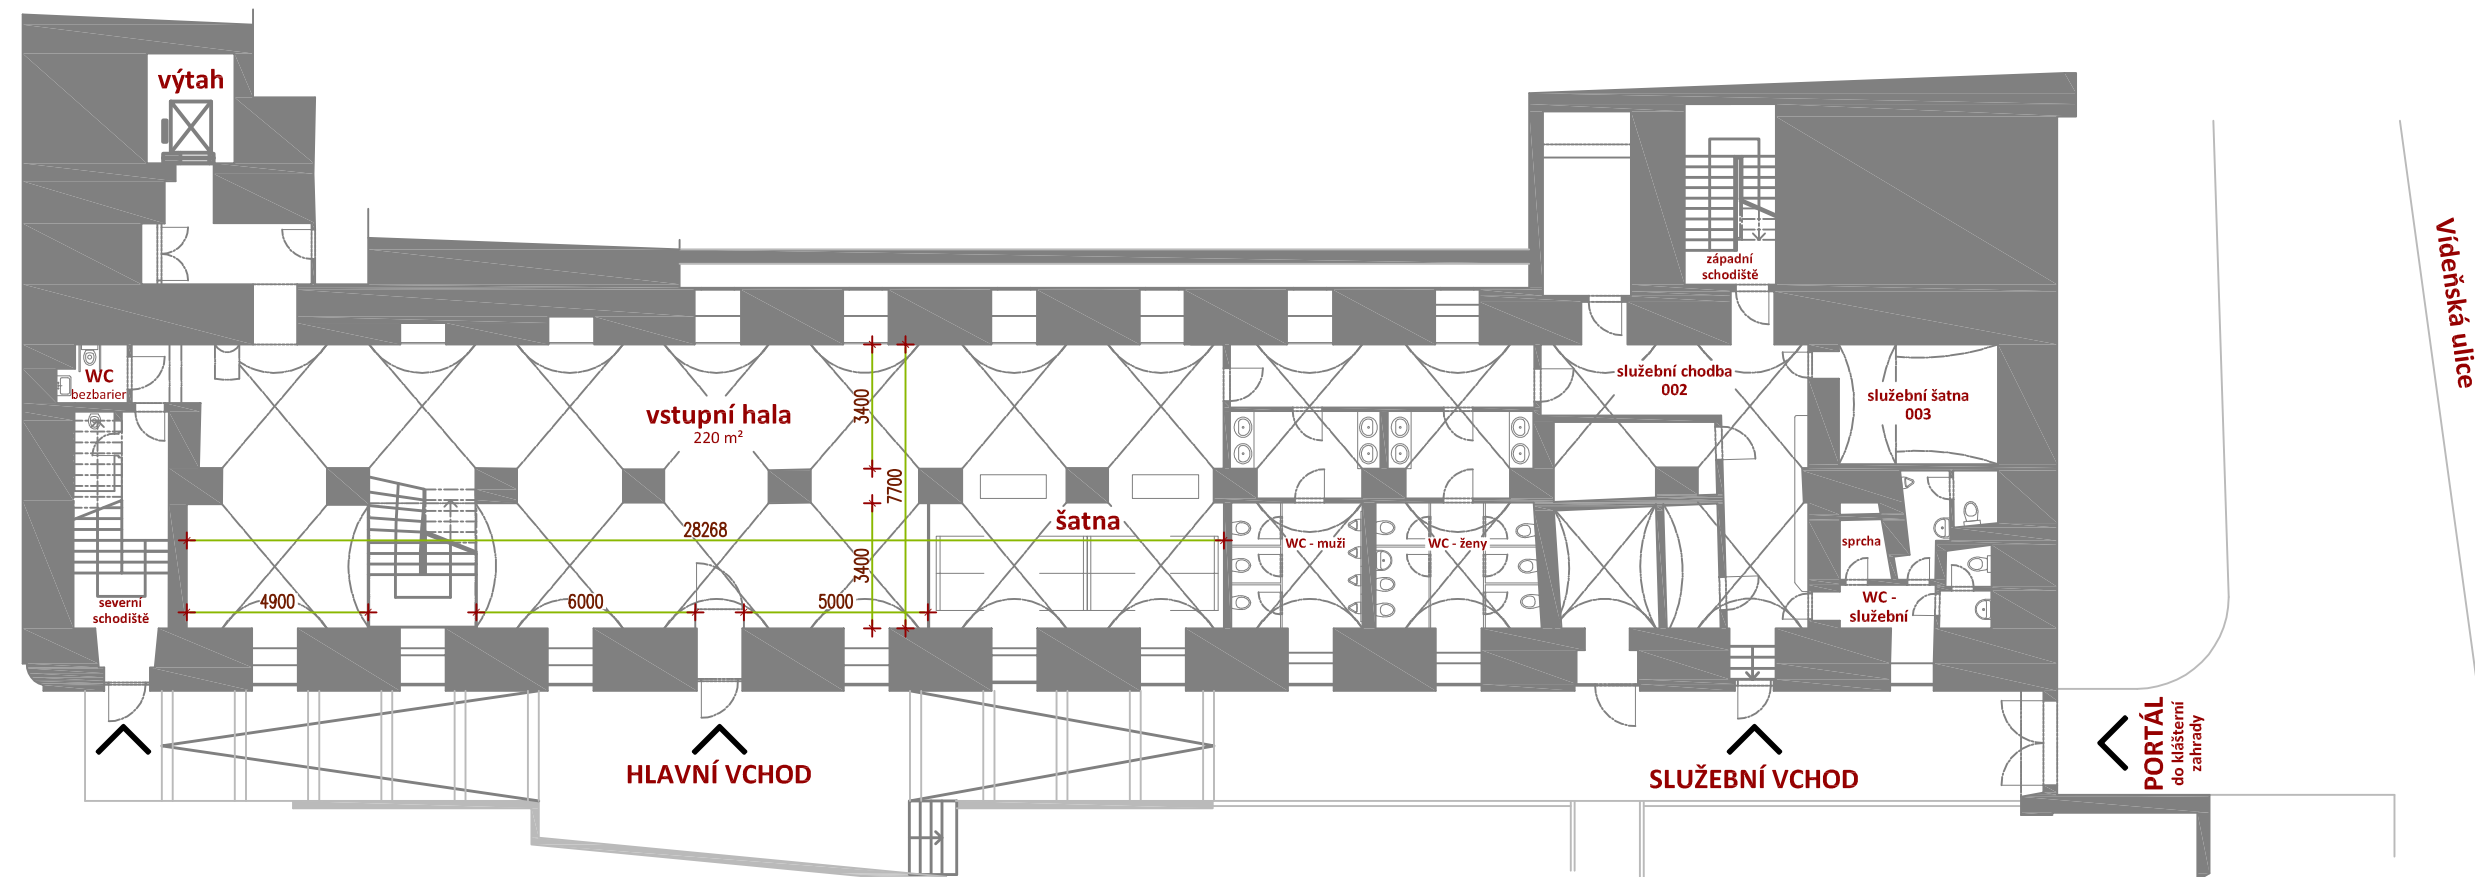 výtah
západní
schodiště
Vídeňská ulice
WC
bezbarier
vstupní hala
220 m²
3400
služební chodba
002
služební šatna
003
7700
šatna
28268
3400
WC - muži
WC - ženy
sprcha
severní
schodiště
4900
6000
5000
WC -
služební
HLAVNÍ VCHOD
SLUŽEBNÍ VCHOD
PORTÁL
do klášterní
zahrady